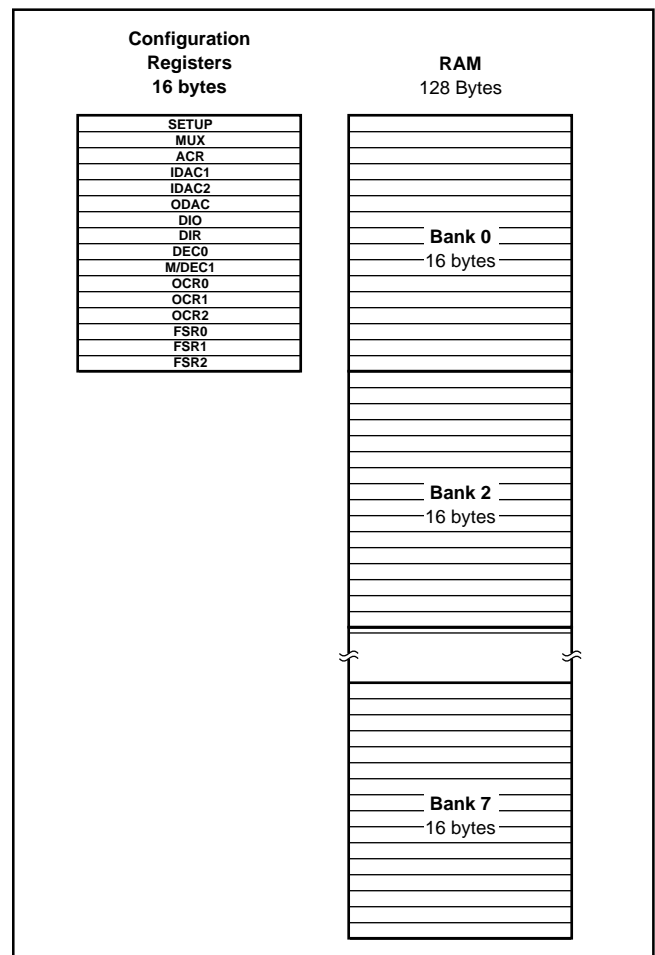 Configuration
Registers
16 bytes
SETUP
MUX
ACR
IDAC1
IDAC2
ODAC
DIO
DIR
DEC0
M/DEC1
OCR0
OCR1
OCR2
FSR0
FSR1
FSR2
RAM
128 Bytes
Bank 0
16 bytes
Bank 2
16 bytes
Bank 7
16 bytes